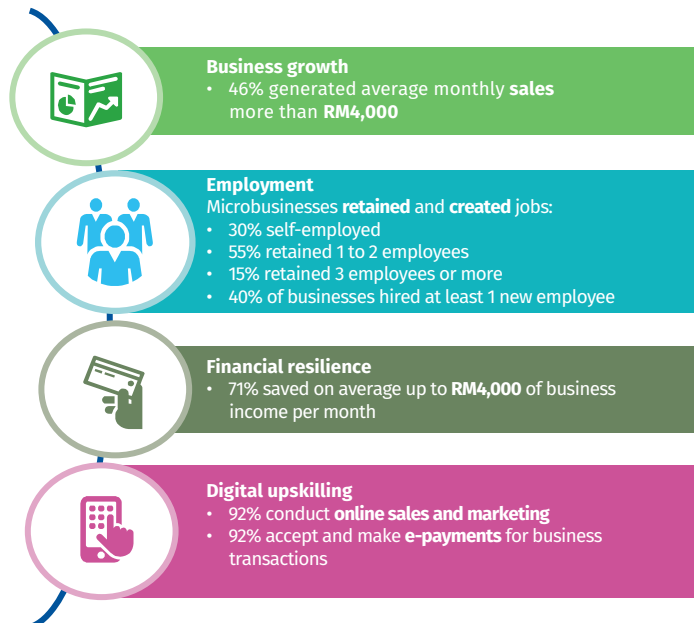 Business growth
• 46% generated average monthly sales
more than RM4,000
Employment
Microbusinesses retained and created jobs:
• 30% self-employed
• 55% retained 1 to 2 employees
• 15% retained 3 employees or more
• 40% of businesses hired at least 1 new employee
Financial resilience
• 71% saved on average up to RM4,000 of business
income per month
Digital upskilling
• 92% conduct online sales and marketing
• 92% accept and make e-payments for business
transactions